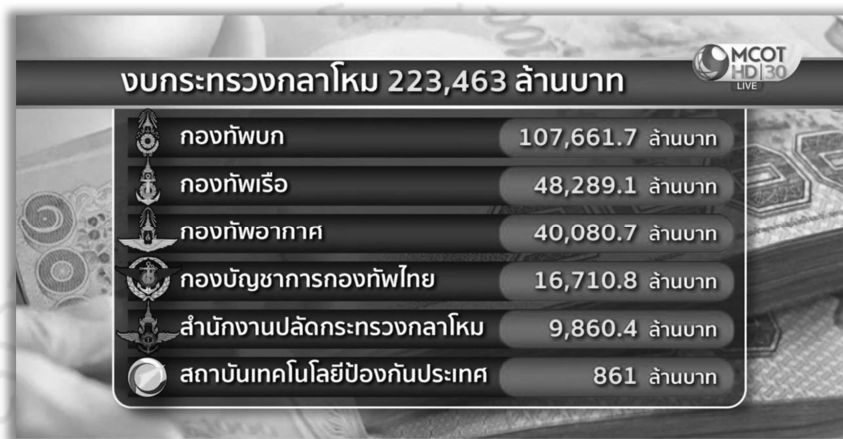 MCOT
HD 30
LIVE
งบกระทรวงกลาโหม 223,463 ล้านบาท
กองทัพบก 107,661.7 ล้านบาท
กองทัพเรือ 48,289.1 ล้านบาท
กองทัพอากาศ 40,080.7 ล้านบาท
กองบัญชาการกองทัพไทย 16,710.8 ล้านบาท
สำนักงานปลัดกระทรวงกลาโหม 9,860.4 ล้านบาท
สถาบันเทคโนโลยีป้องกันประเทศ 861 ล้านบาท